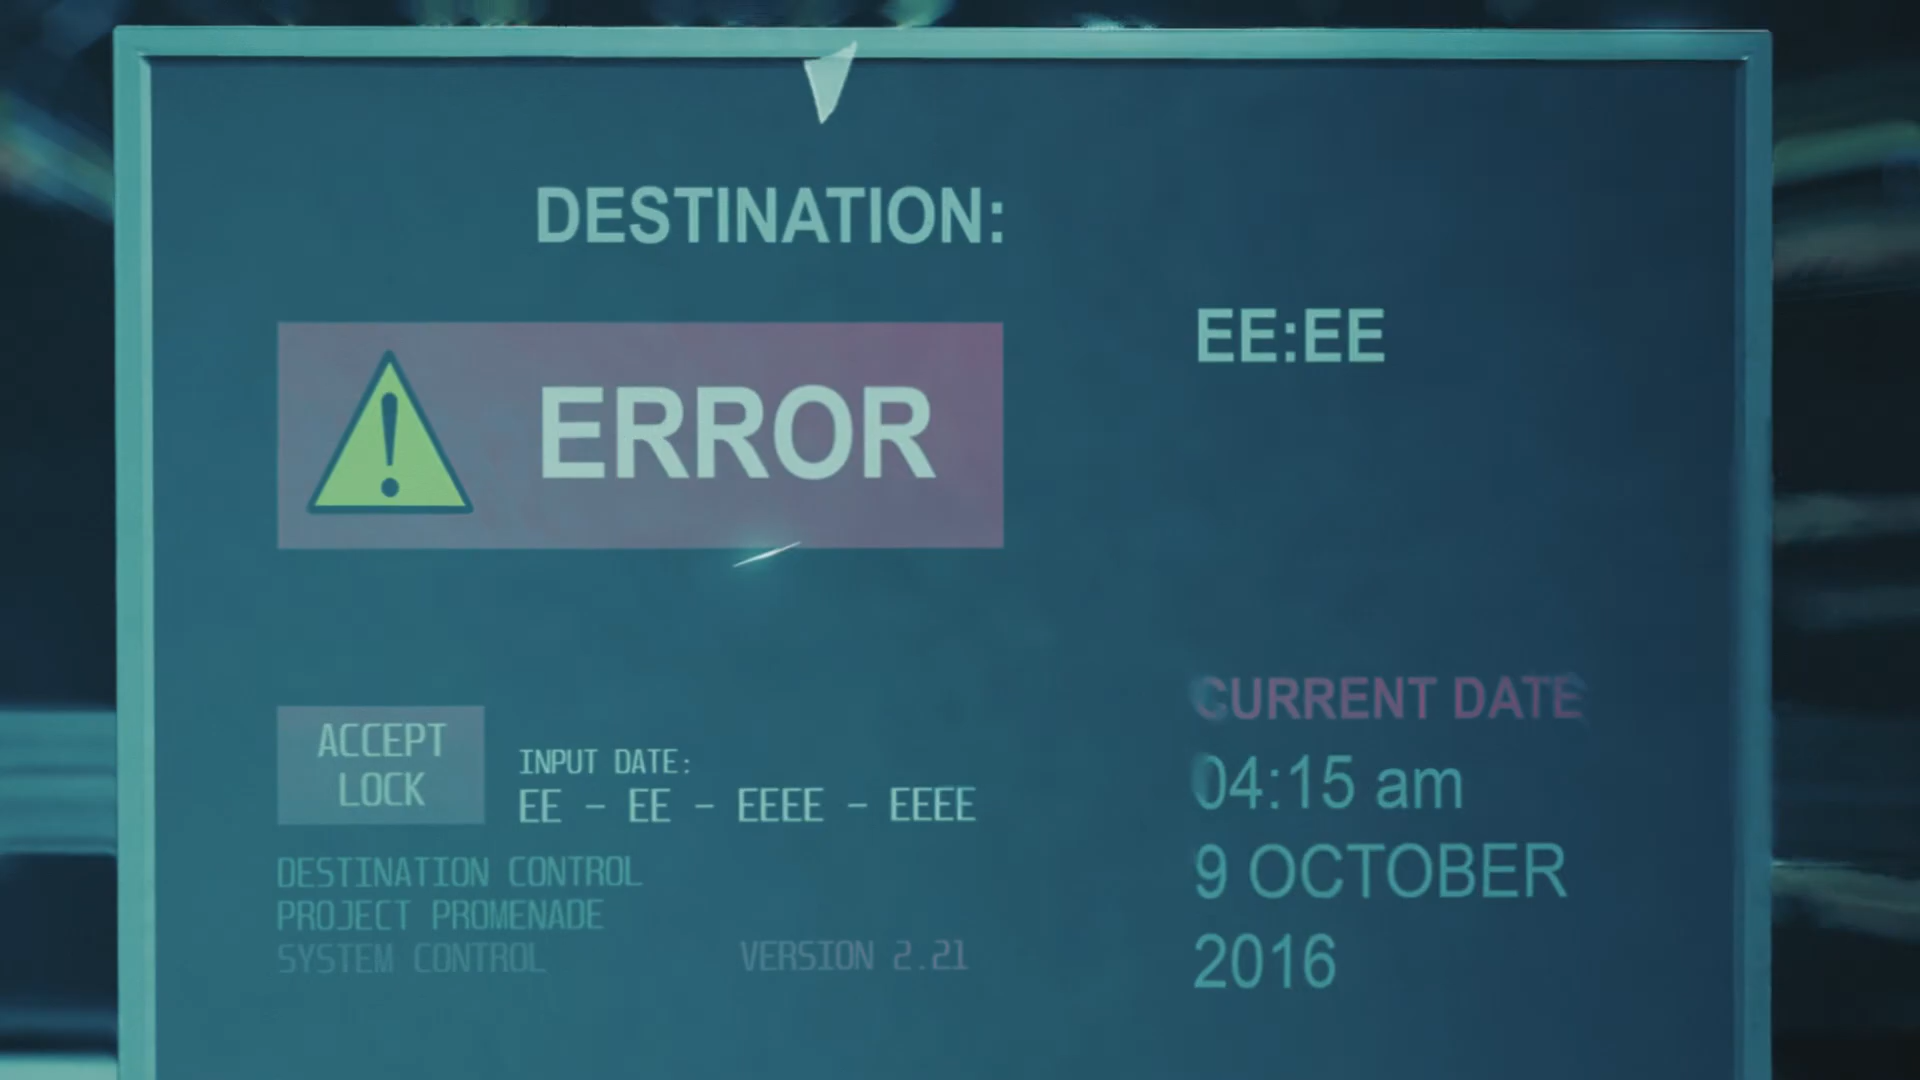 DESTINATION:
ERROR
EE:EE
ACCEPT
LOCK
INPUT DATE:
EE - EE - EEEE - EEEE
DESTINATION CONTROL
PROJECT PROMENADE
SYSTEM CONTROL
VERSION 2.21
CURRENT DATE
04:15 am
9 OCTOBER
2016